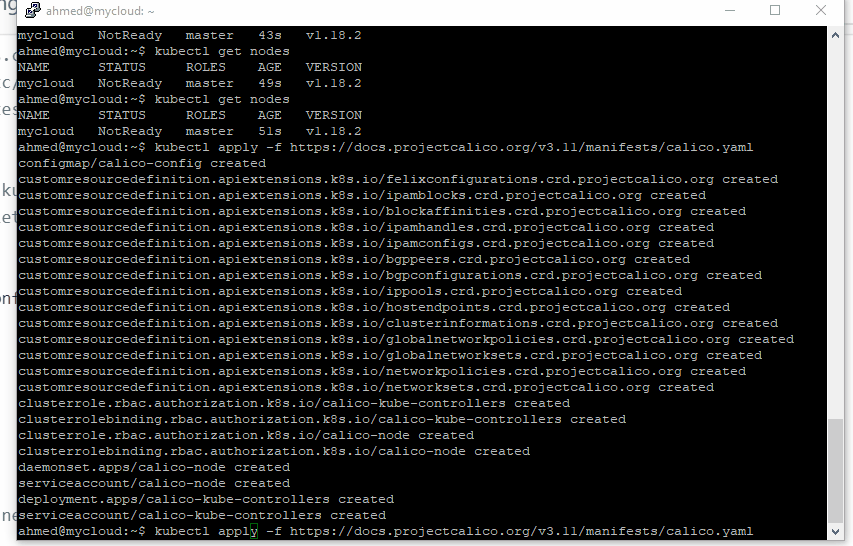 ahmed@mycloud: ~
mycloud   NotReady   master   43s   v1.18.2
ahmed@mycloud:~$ kubectl get nodes
NAME      STATUS     ROLES    AGE   VERSION
mycloud   NotReady   master   49s   v1.18.2
ahmed@mycloud:~$ kubectl get nodes
NAME      STATUS     ROLES    AGE   VERSION
mycloud   NotReady   master   51s   v1.18.2
ahmed@mycloud:~$ kubectl apply -f https://docs.projectcalico.org/v3.11/manifests/calico.yaml
configmap/calico-config created
customresourcedefinition.apiextensions.k8s.io/felixconfigurations.crd.projectcalico.org created
customresourcedefinition.apiextensions.k8s.io/ipamblocks.crd.projectcalico.org created
customresourcedefinition.apiextensions.k8s.io/blockaffinities.crd.projectcalico.org created
customresourcedefinition.apiextensions.k8s.io/ipamhandles.crd.projectcalico.org created
customresourcedefinition.apiextensions.k8s.io/ipamconfigs.crd.projectcalico.org created
customresourcedefinition.apiextensions.k8s.io/bgppeers.crd.projectcalico.org created
customresourcedefinition.apiextensions.k8s.io/bgpconfigurations.crd.projectcalico.org created
customresourcedefinition.apiextensions.k8s.io/ippools.crd.projectcalico.org created
customresourcedefinition.apiextensions.k8s.io/hostendpoints.crd.projectcalico.org created
customresourcedefinition.apiextensions.k8s.io/clusterinformations.crd.projectcalico.org created
customresourcedefinition.apiextensions.k8s.io/globalnetworkpolicies.crd.projectcalico.org created
customresourcedefinition.apiextensions.k8s.io/globalnetworksets.crd.projectcalico.org created
customresourcedefinition.apiextensions.k8s.io/networkpolicies.crd.projectcalico.org created
customresourcedefinition.apiextensions.k8s.io/networksets.crd.projectcalico.org created
clusterrole.rbac.authorization.k8s.io/calico-kube-controllers created
clusterrolebinding.rbac.authorization.k8s.io/calico-kube-controllers created
clusterrole.rbac.authorization.k8s.io/calico-node created
clusterrolebinding.rbac.authorization.k8s.io/calico-node created
daemonset.apps/calico-node created
serviceaccount/calico-node created
deployment.apps/calico-kube-controllers created
serviceaccount/calico-kube-controllers created
ahmed@mycloud:~$ kubectl apply -f https://docs.projectcalico.org/v3.11/manifests/calico.yaml